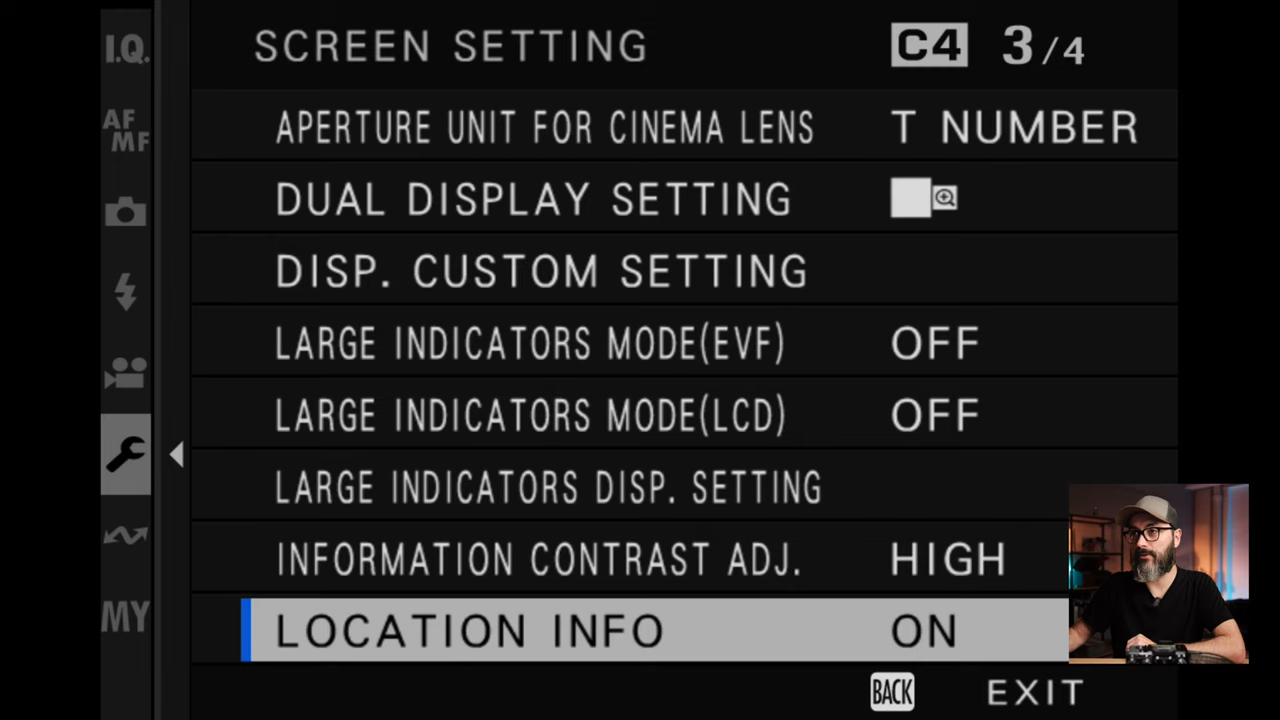 I.Q.
SCREEN SETTING C4 3/4
AF
MF
APERTURE UNIT FOR CINEMA LENS T NUMBER
DUAL DISPLAY SETTING
DISP. CUSTOM SETTING
LARGE INDICATORS MODE(EVF) OFF
LARGE INDICATORS MODE(LCD) OFF
LARGE INDICATORS DISP. SETTING
INFORMATION CONTRAST ADJ. HIGH
MY
LOCATION INFO ON
BACK EXIT